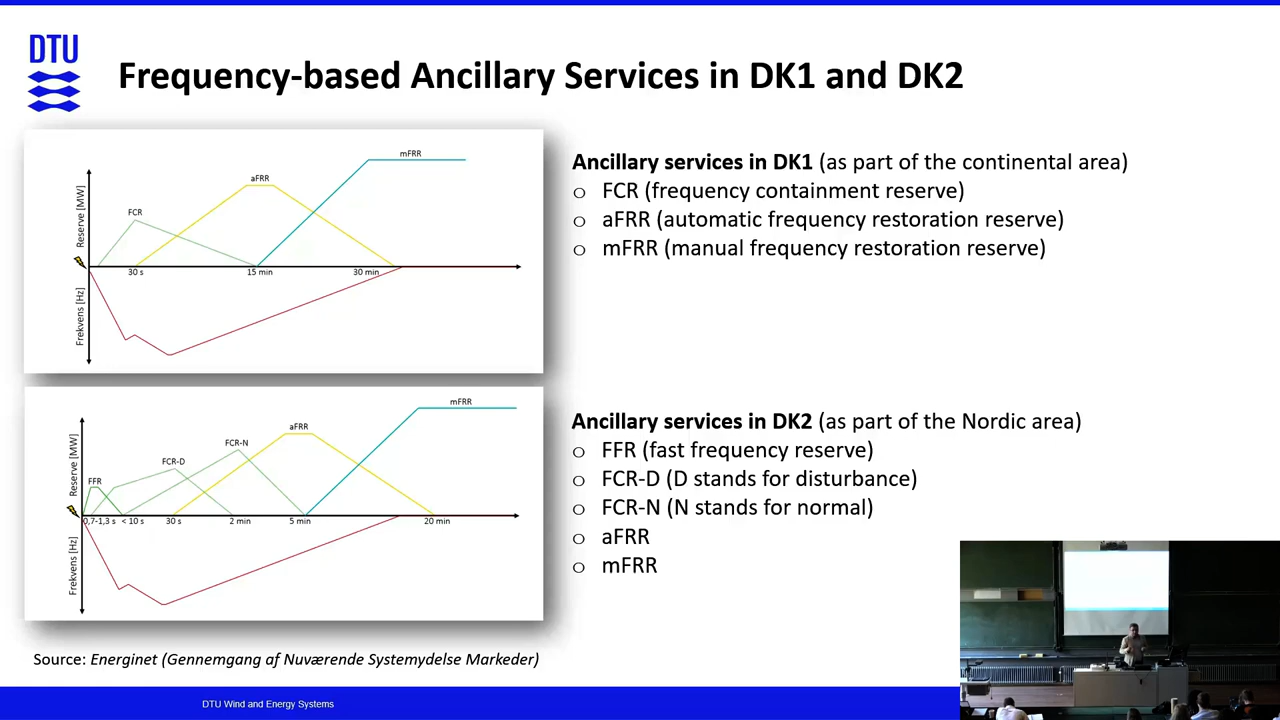 DTU
Frequency-based Ancillary Services in DK1 and DK2
mFRR
aFRR
FCR
Reserve [MW]
30 s
15 min
30 min
Frekvens [Hz]
Ancillary services in DK1 (as part of the continental area)
o FCR (frequency containment reserve)
o aFRR (automatic frequency restoration reserve)
o mFRR (manual frequency restoration reserve)
mFRR
aFRR
FCR-N
FCR-D
FFR
Reserve [MW]
0,7-1,3 s
< 10 s
30 s
2 min
5 min
20 min
Frekvens [Hz]
Ancillary services in DK2 (as part of the Nordic area)
o FFR (fast frequency reserve)
o FCR-D (D stands for disturbance)
o FCR-N (N stands for normal)
o aFRR
o mFRR
Source: Energinet (Gennemgang af Nuværende Systemydelse Markeder)
DTU Wind and Energy Systems